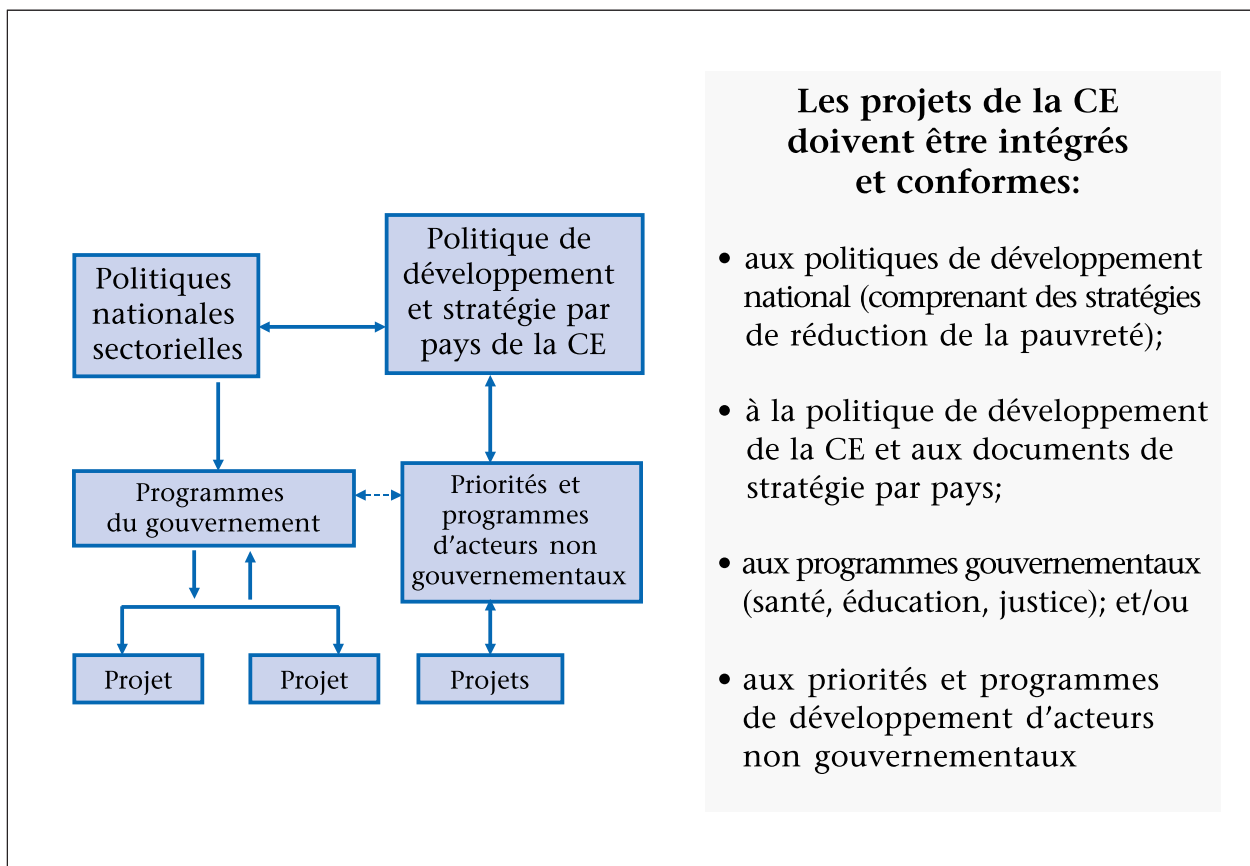 Politiques
nationales
sectorielles
Politique de
développement
et stratégie par
pays de la CE
Programmes
du gouvernement
Priorités et
programmes
d'acteurs non
gouvernementaux
Projet
Projet
Projets
Les projets de la CE
doivent être intégrés
et conformes:
• aux politiques de développement
national (comprenant des stratégies
de réduction de la pauvreté);
• à la politique de développement
de la CE et aux documents de
stratégie par pays;
• aux programmes gouvernementaux
(santé, éducation, justice); et/ou
• aux priorités et programmes
de développement d'acteurs
non gouvernementaux